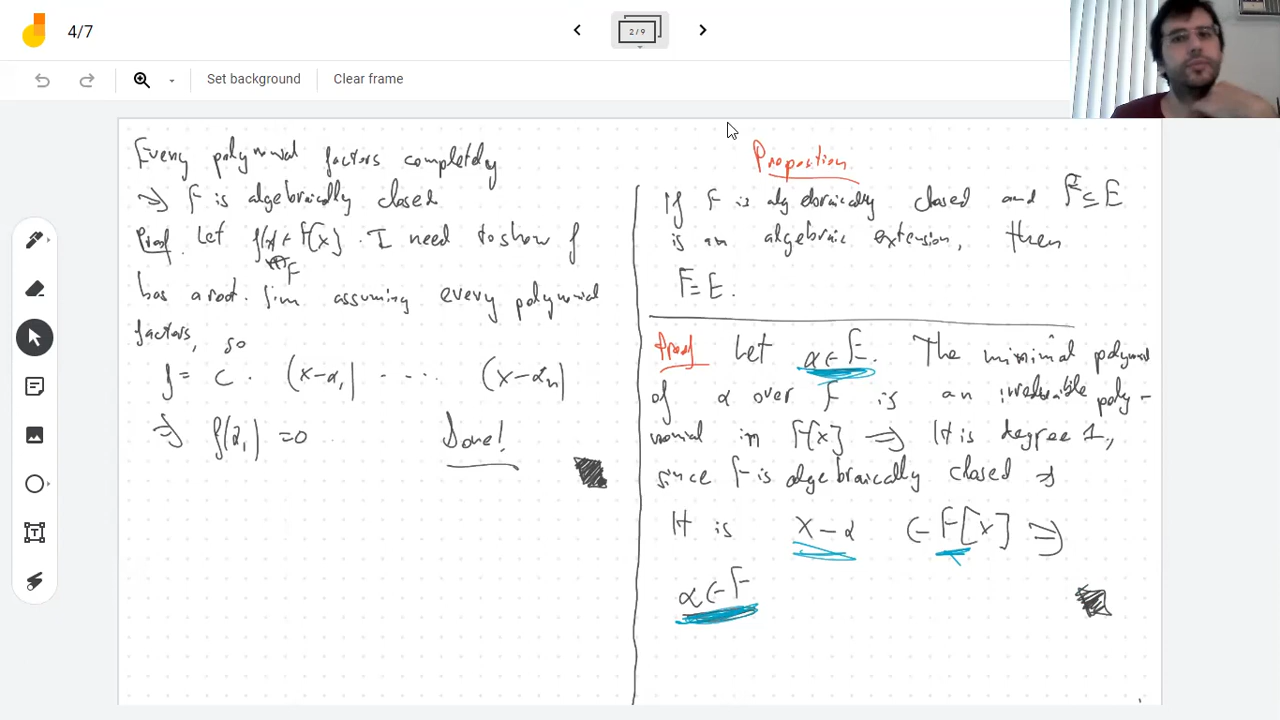 4/7
2/9
Set background
Clear frame
Every polynomial factors completely
⇒ F is algebraically closed
Proof. Let f(x) ∈ F[x]. I need to show f
F
has a root. I'm assuming every polynomial
factors, so
f = c · (x-α₁) ..... (x-αₙ)
⇒ f(α₁) = 0 Done!
Proposition
If F is algebraically closed and F ⊆ E
is an algebraic extension, then
F = E.
Proof Let α ∈ E. The minimal polynomial
of α over F is an irreducible poly-
nomial in F[x] ⇒ It is degree 1,
since F is algebraically closed ⇒
It is x-α ∈ F[x] ⇒
α ∈ F